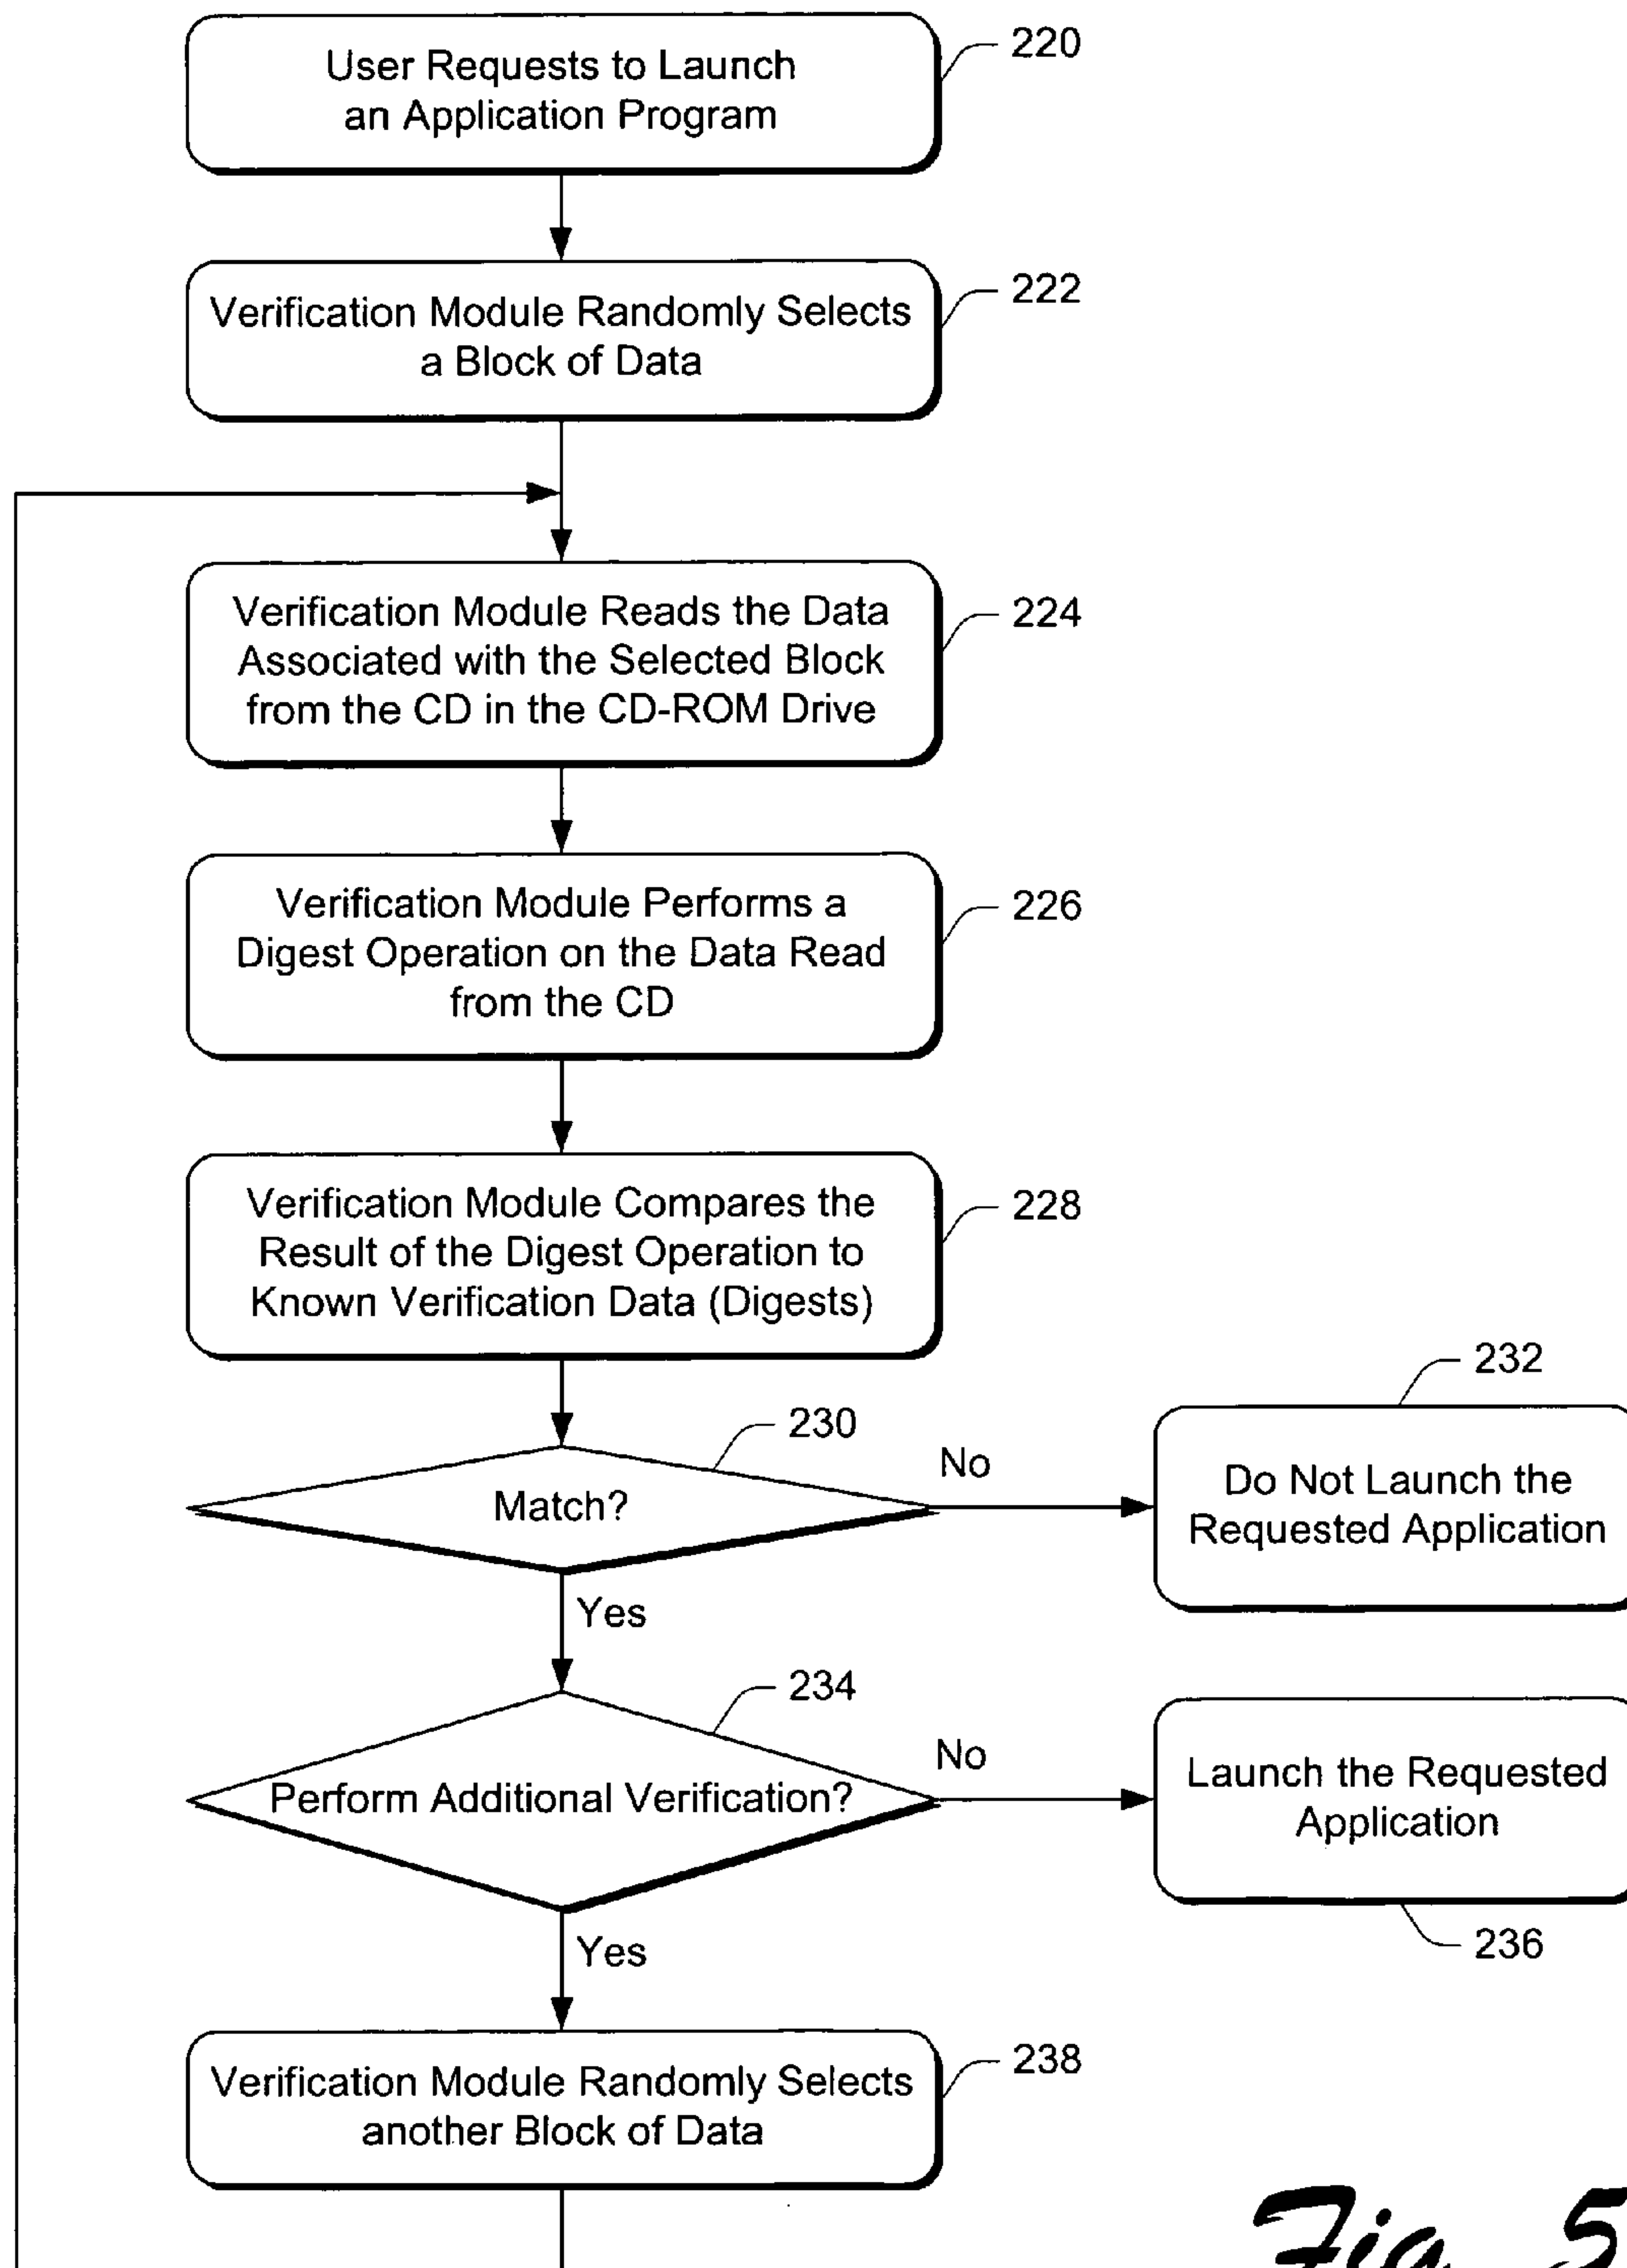 User Requests to Launch
an Application Program
220
Verification Module Randomly Selects
a Block of Data
222
Verification Module Reads the Data
Associated with the Selected Block
from the CD in the CD-ROM Drive
224
Verification Module Performs a
Digest Operation on the Data Read
from the CD
226
Verification Module Compares the
Result of the Digest Operation to
Known Verification Data (Digests)
228
Match?
230
No
Do Not Launch the
Requested Application
232
Yes
Perform Additional Verification?
234
No
Launch the Requested
Application
236
Yes
Verification Module Randomly Selects
another Block of Data
238
Fig. 5